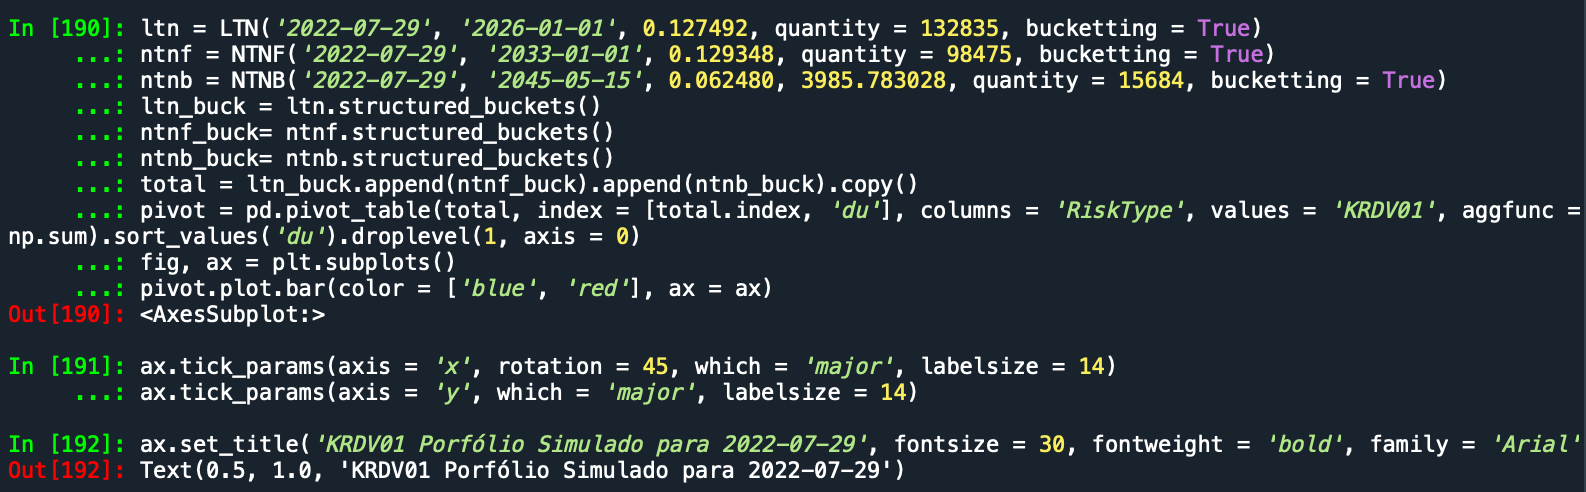 In [190]: ltn = LTN('2022-07-29', '2026-01-01', 0.127492, quantity = 132835, bucketting = True)
...: ntnf = NTNF('2022-07-29', '2033-01-01', 0.129348, quantity = 98475, bucketting = True)
...: ntnb = NTNB('2022-07-29', '2045-05-15', 0.062480, 3985.783028, quantity = 15684, bucketting = True)
...: ltn_buck = ltn.structured_buckets()
...: ntnf_buck= ntnf.structured_buckets()
...: ntnb_buck= ntnb.structured_buckets()
...: total = ltn_buck.append(ntnf_buck).append(ntnb_buck).copy()
...: pivot = pd.pivot_table(total, index = [total.index, 'du'], columns = 'RiskType', values = 'KRDV01', aggfunc =
np.sum).sort_values('du').droplevel(1, axis = 0)
...: fig, ax = plt.subplots()
...: pivot.plot.bar(color = ['blue', 'red'], ax = ax)
Out[190]: <AxesSubplot:>
In [191]: ax.tick_params(axis = 'x', rotation = 45, which = 'major', labelsize = 14)
...: ax.tick_params(axis = 'y', which = 'major', labelsize = 14)
In [192]: ax.set_title('KRDV01 Porfólio Simulado para 2022-07-29', fontsize = 30, fontweight = 'bold', family = 'Arial'
Out[192]: Text(0.5, 1.0, 'KRDV01 Porfólio Simulado para 2022-07-29')